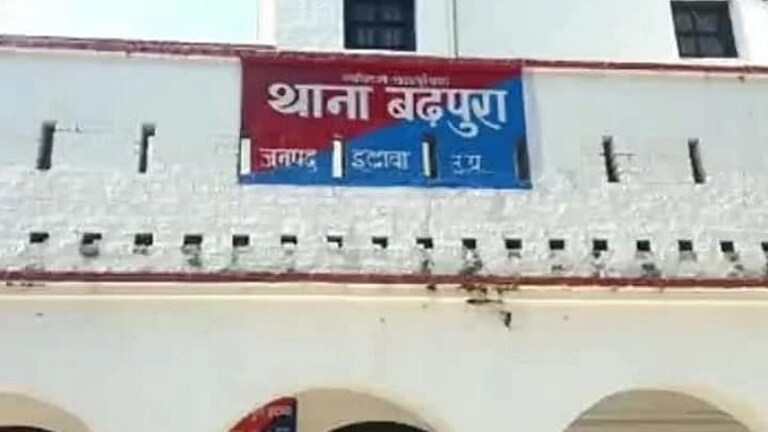 थाना बढ़पुरा
जनपद इटावा उ.प्र.